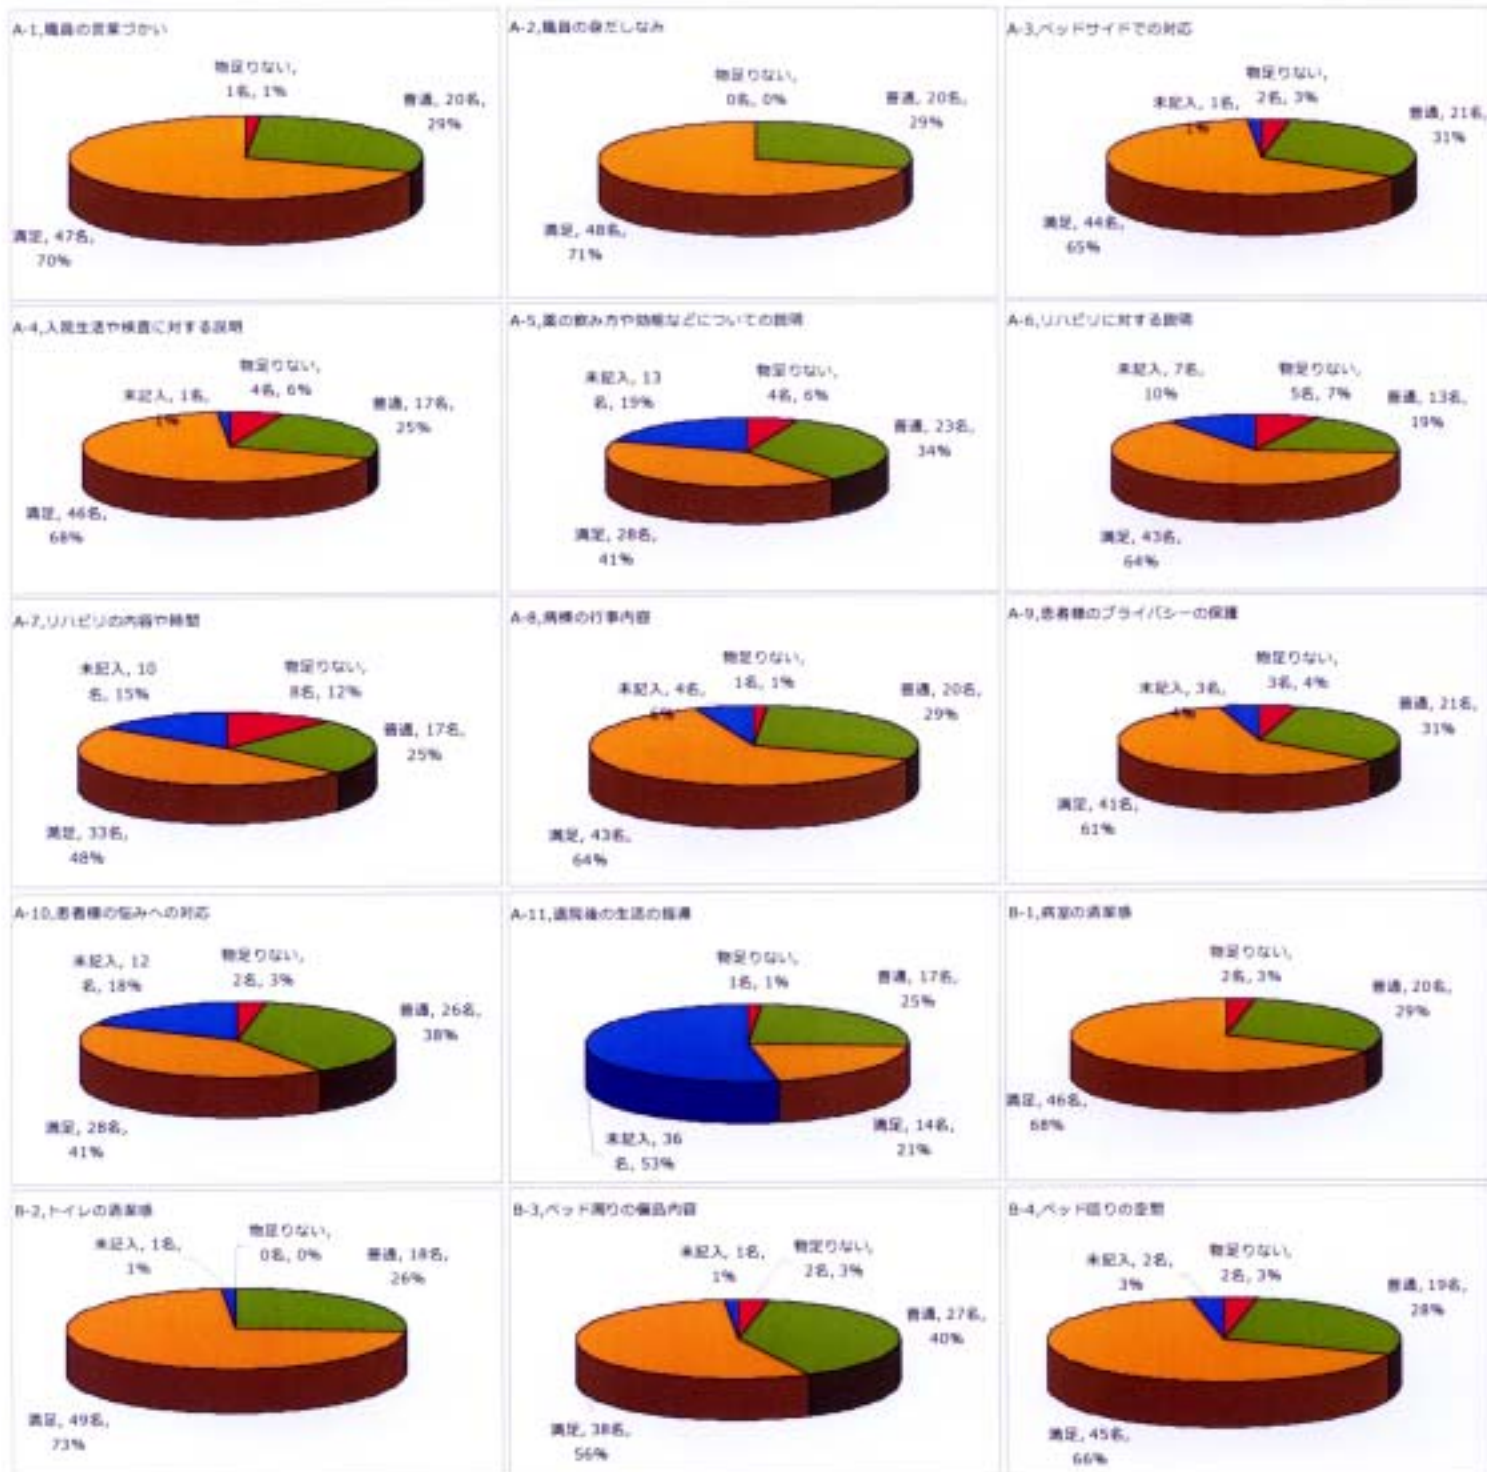 A-1,職員の言葉づかい
物足りない,
1名, 1%
普通, 20名,
29%
満足, 47名,
70%
A-2,職員の身だしなみ
物足りない,
0名, 0%
普通, 20名,
29%
満足, 48名,
71%
A-3,ベッドサイドでの対応
物足りない,
2名, 3%
未記入, 1名,
1%
普通, 21名,
31%
満足, 44名,
65%
A-4,入院生活や検査に対する説明
物足りない,
4名, 6%
未記入, 1名,
1%
普通, 17名,
25%
満足, 46名,
68%
A-5,薬の飲み方や効能などについての説明
未記入, 13
名, 19%
物足りない,
4名, 6%
普通, 23名,
34%
満足, 28名,
41%
A-6,リハビリに対する説明
未記入, 7名,
10%
物足りない,
5名, 7%
普通, 13名,
19%
満足, 43名,
64%
A-7,リハビリの内容や時間
未記入, 10
名, 15%
物足りない,
8名, 12%
普通, 17名,
25%
満足, 33名,
48%
A-8,病棟の行事内容
物足りない,
1名, 1%
未記入, 4名,
6%
普通, 20名,
29%
満足, 43名,
64%
A-9,患者様のプライバシーの保護
物足りない,
3名, 4%
未記入, 3名,
4%
普通, 21名,
31%
満足, 41名,
61%
A-10,患者様の悩みへの対応
未記入, 12
名, 18%
物足りない,
2名, 3%
普通, 26名,
38%
満足, 28名,
41%
A-11,退院後の生活の指導
物足りない,
1名, 1%
普通, 17名,
25%
満足, 14名,
21%
未記入, 36
名, 53%
B-1,病室の清潔感
物足りない,
2名, 3%
普通, 20名,
29%
満足, 46名,
68%
B-2,トイレの清潔感
未記入, 1名,
1%
物足りない,
0名, 0%
普通, 18名,
26%
満足, 49名,
73%
B-3,ベッド周りの備品内容
未記入, 1名,
1%
物足りない,
2名, 3%
普通, 27名,
40%
満足, 38名,
56%
B-4,ベッド回りの空間
未記入, 2名,
3%
物足りない,
2名, 3%
普通, 19名,
28%
満足, 45名,
66%